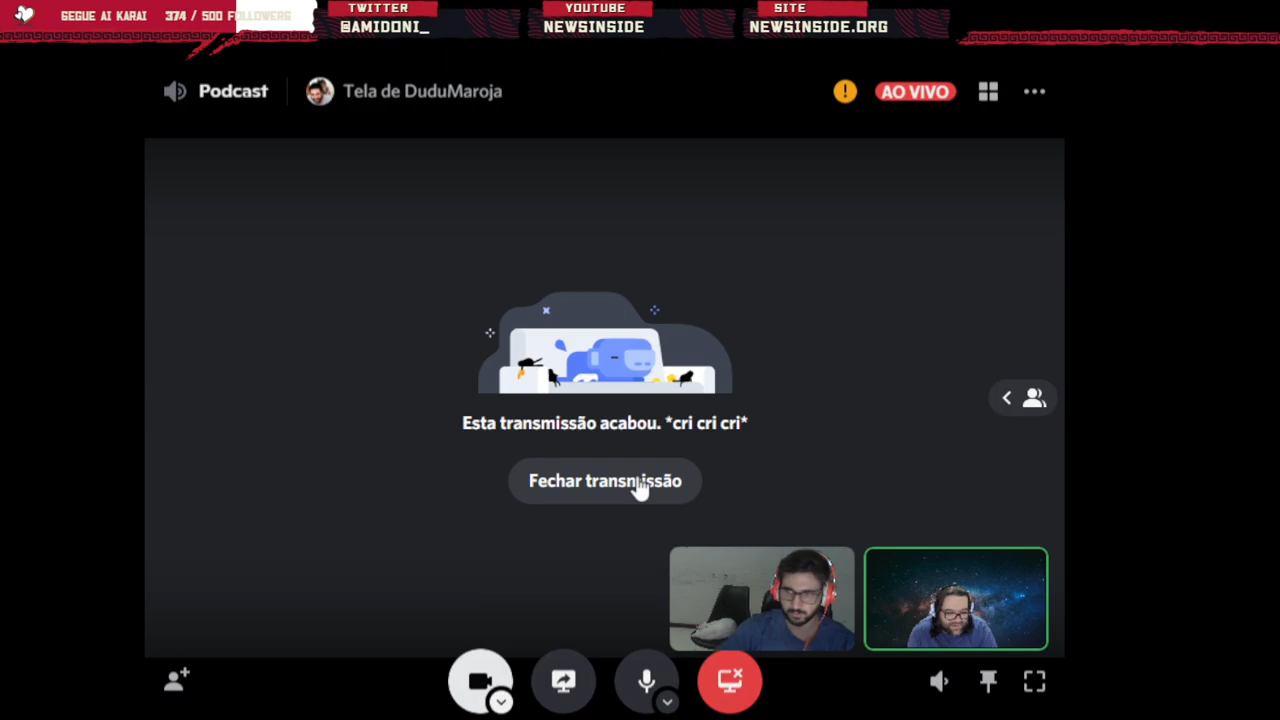 GEGUE AI KARAI 374 / 500 FOLLOWERS
TWITTER
@AMIDONI_
YOUTUBE
NEWSINSIDE
SITE
NEWSINSIDE.ORG
Podcast
Tela de DuduMaroja
AO VIVO
Esta transmissão acabou. *cri cri cri*
Fechar transmissão